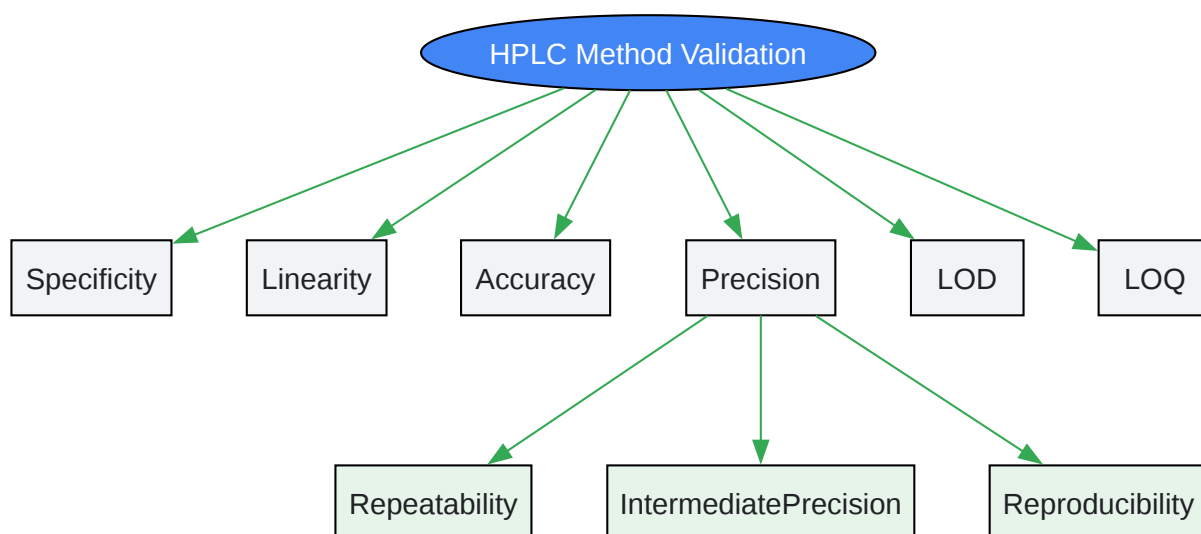 HPLC Method Validation
Specificity
Linearity
Accuracy
Precision
LOD
LOQ
Repeatability
IntermediatePrecision
Reproducibility